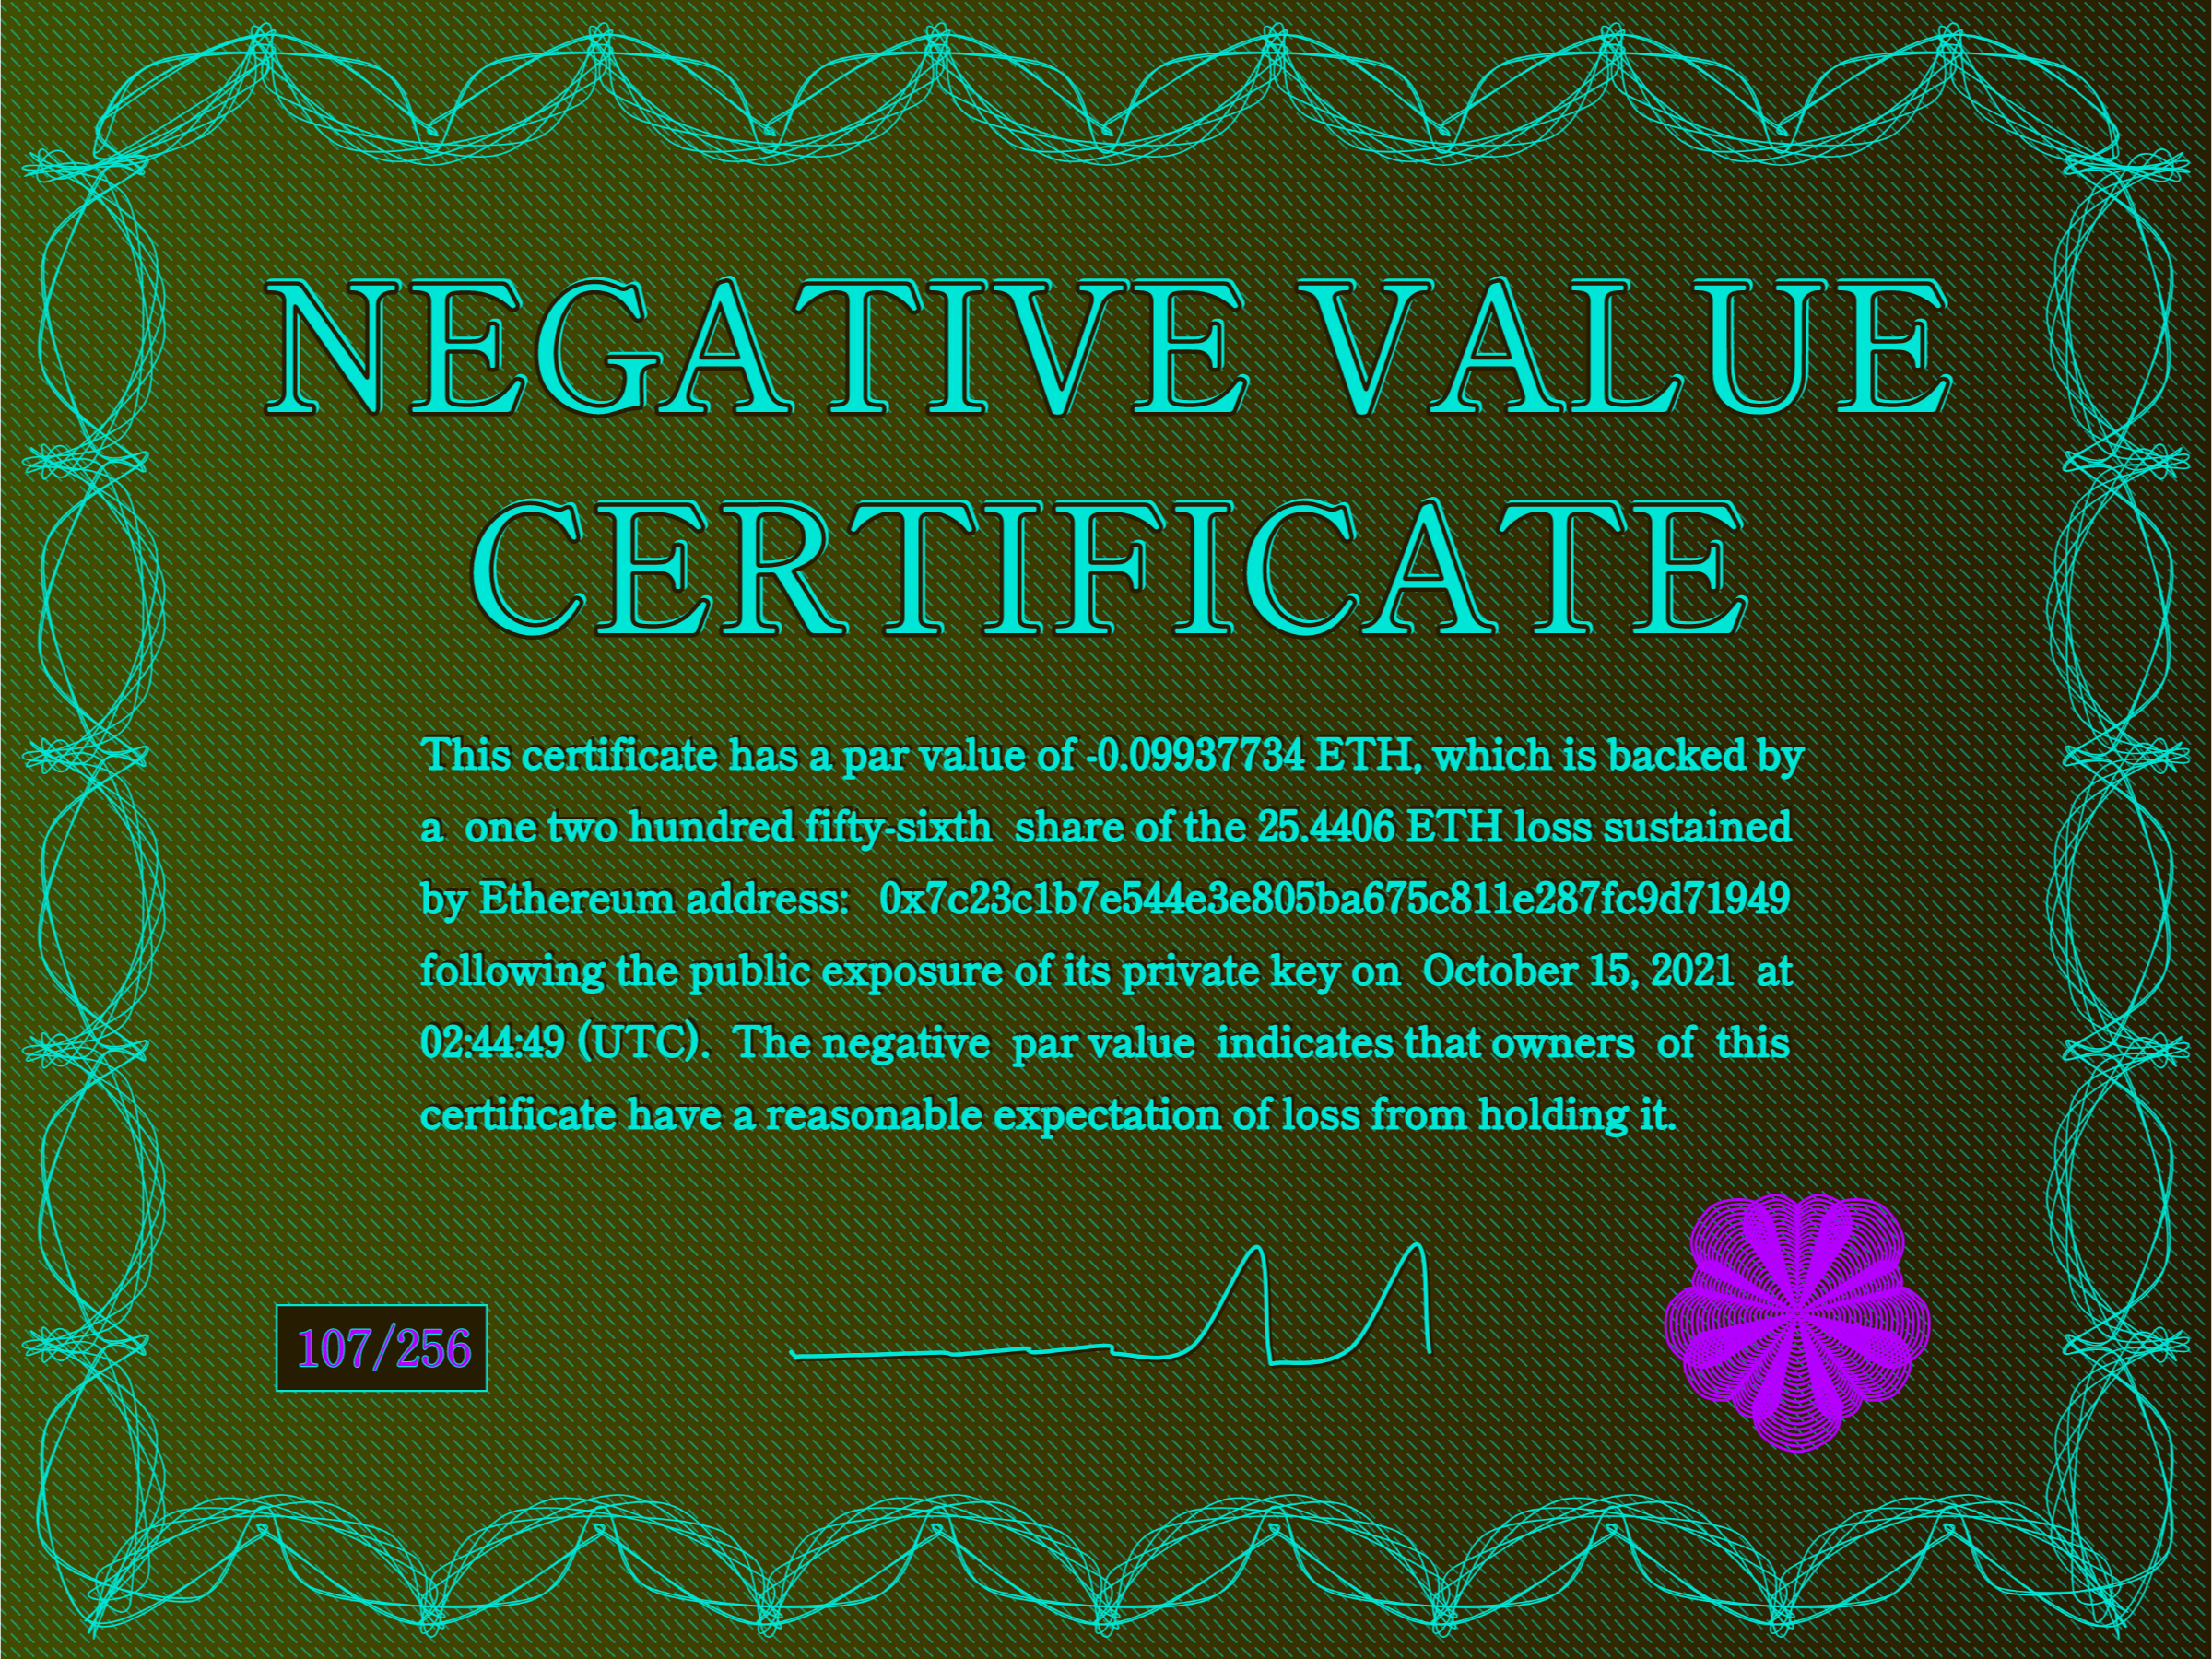 NEGATIVE VALUE
CERTIFICATE
This certificate has a par value of -0.09937734 ETH, which is backed by
a one two hundred fifty-sixth share of the 25.4406 ETH loss sustained
by Ethereum address: 0x7c23c1b7e544e3e805ba675c811e287fc9d71949
following the public exposure of its private key on October 15, 2021 at
02:44:49 (UTC). The negative par value indicates that owners of this
certificate have a reasonable expectation of loss from holding it.
107/256